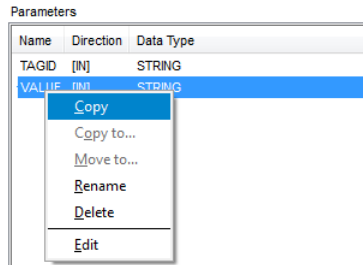 Parameters
Name Direction Data Type
TAGID [IN] STRING
VALUE [IN] STRING
Copy
Copy to...
Move to...
Rename
Delete
Edit